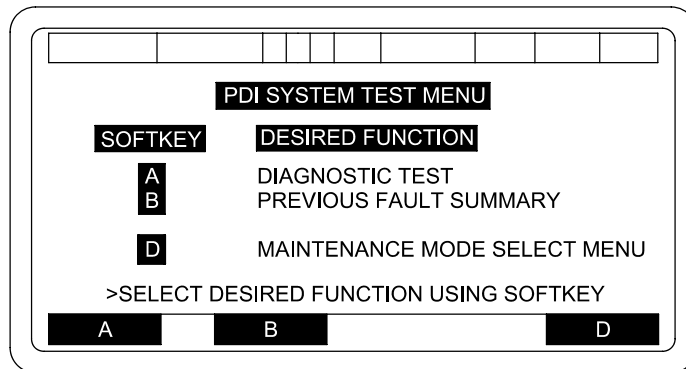 PDI SYSTEM TEST MENU
SOFTKEY DESIRED FUNCTION
A DIAGNOSTIC TEST
B PREVIOUS FAULT SUMMARY
D MAINTENANCE MODE SELECT MENU
>SELECT DESIRED FUNCTION USING SOFTKEY
A B D